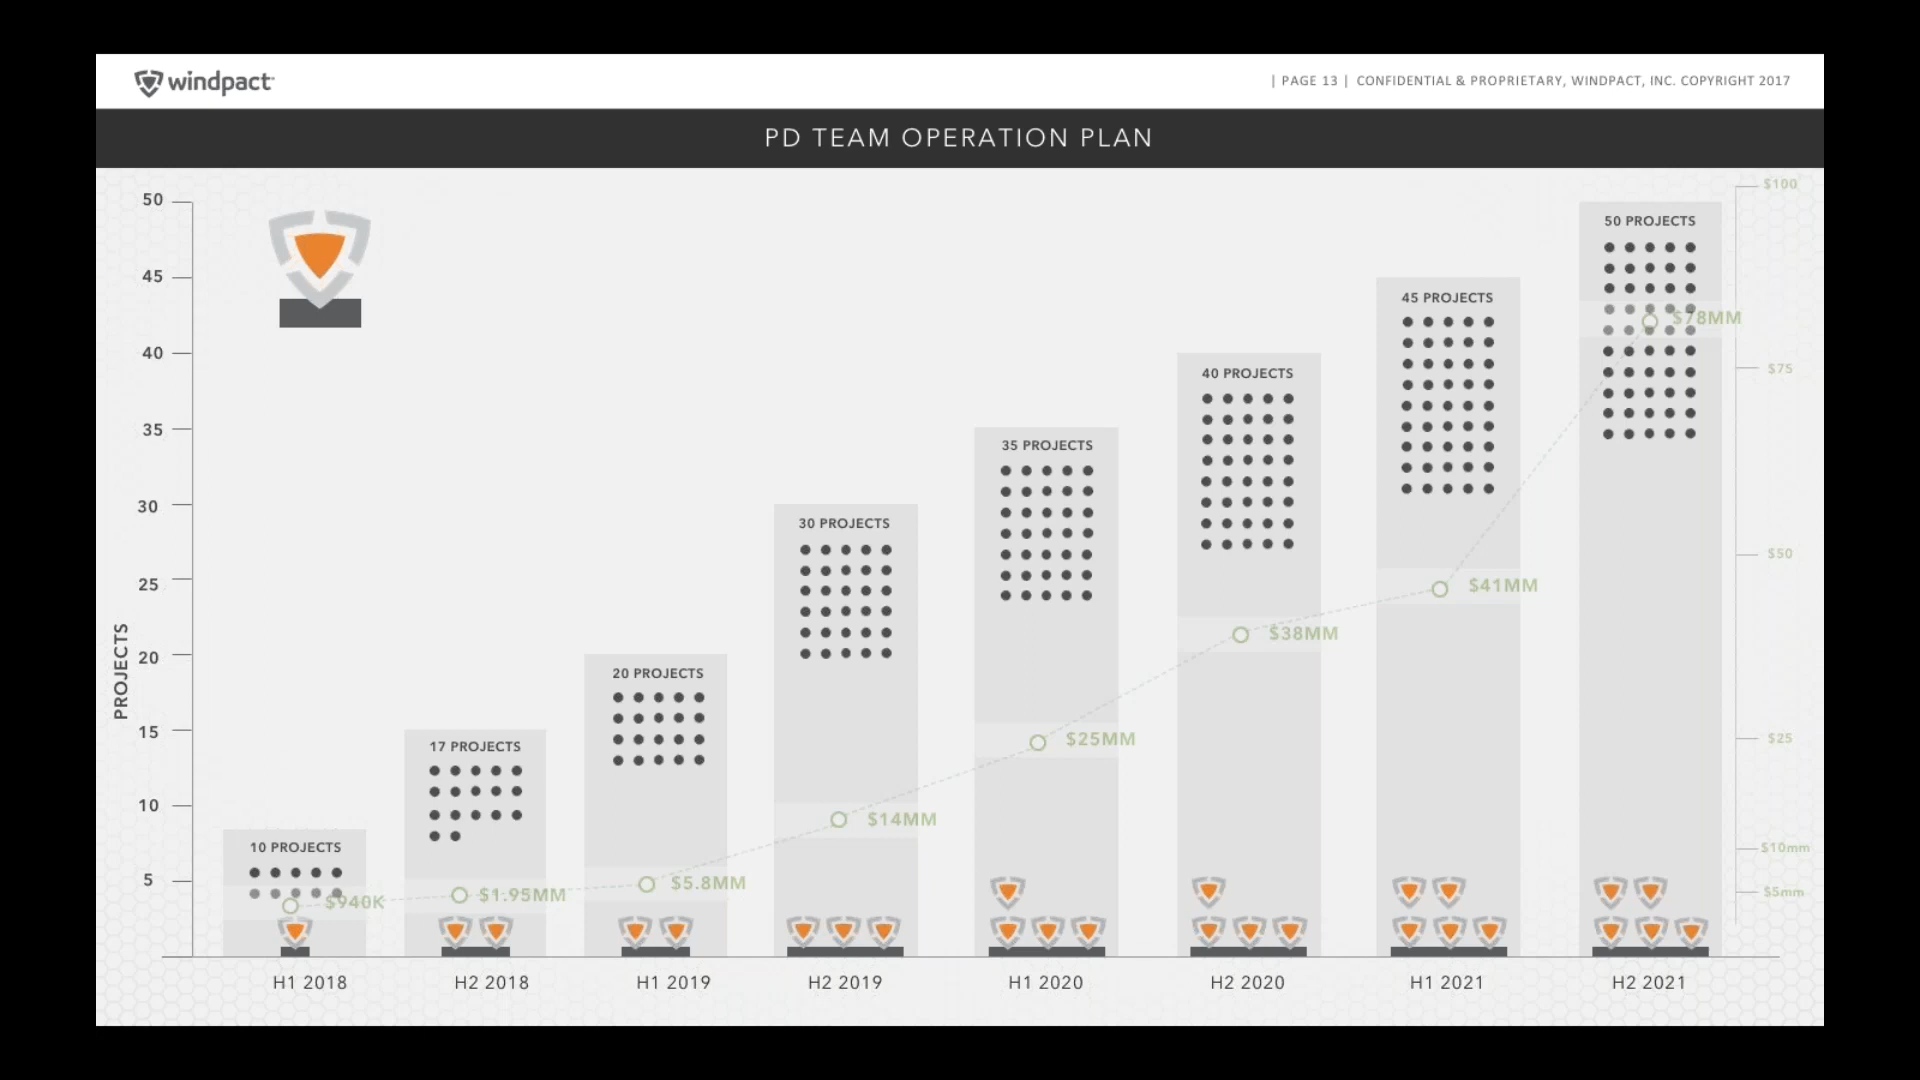 windpact
| PAGE 13 | CONFIDENTIAL & PROPRIETARY, WINDPACT, INC. COPYRIGHT 2017
PD TEAM OPERATION PLAN
PROJECTS
50
45
40
35
30
25
20
15
10
5
10 PROJECTS
17 PROJECTS
20 PROJECTS
30 PROJECTS
35 PROJECTS
40 PROJECTS
45 PROJECTS
50 PROJECTS
$940K
$1.95MM
$5.8MM
$14MM
$25MM
$38MM
$41MM
$78MM
$100
$75
$50
$25
$10mm
$5mm
H1 2018
H2 2018
H1 2019
H2 2019
H1 2020
H2 2020
H1 2021
H2 2021